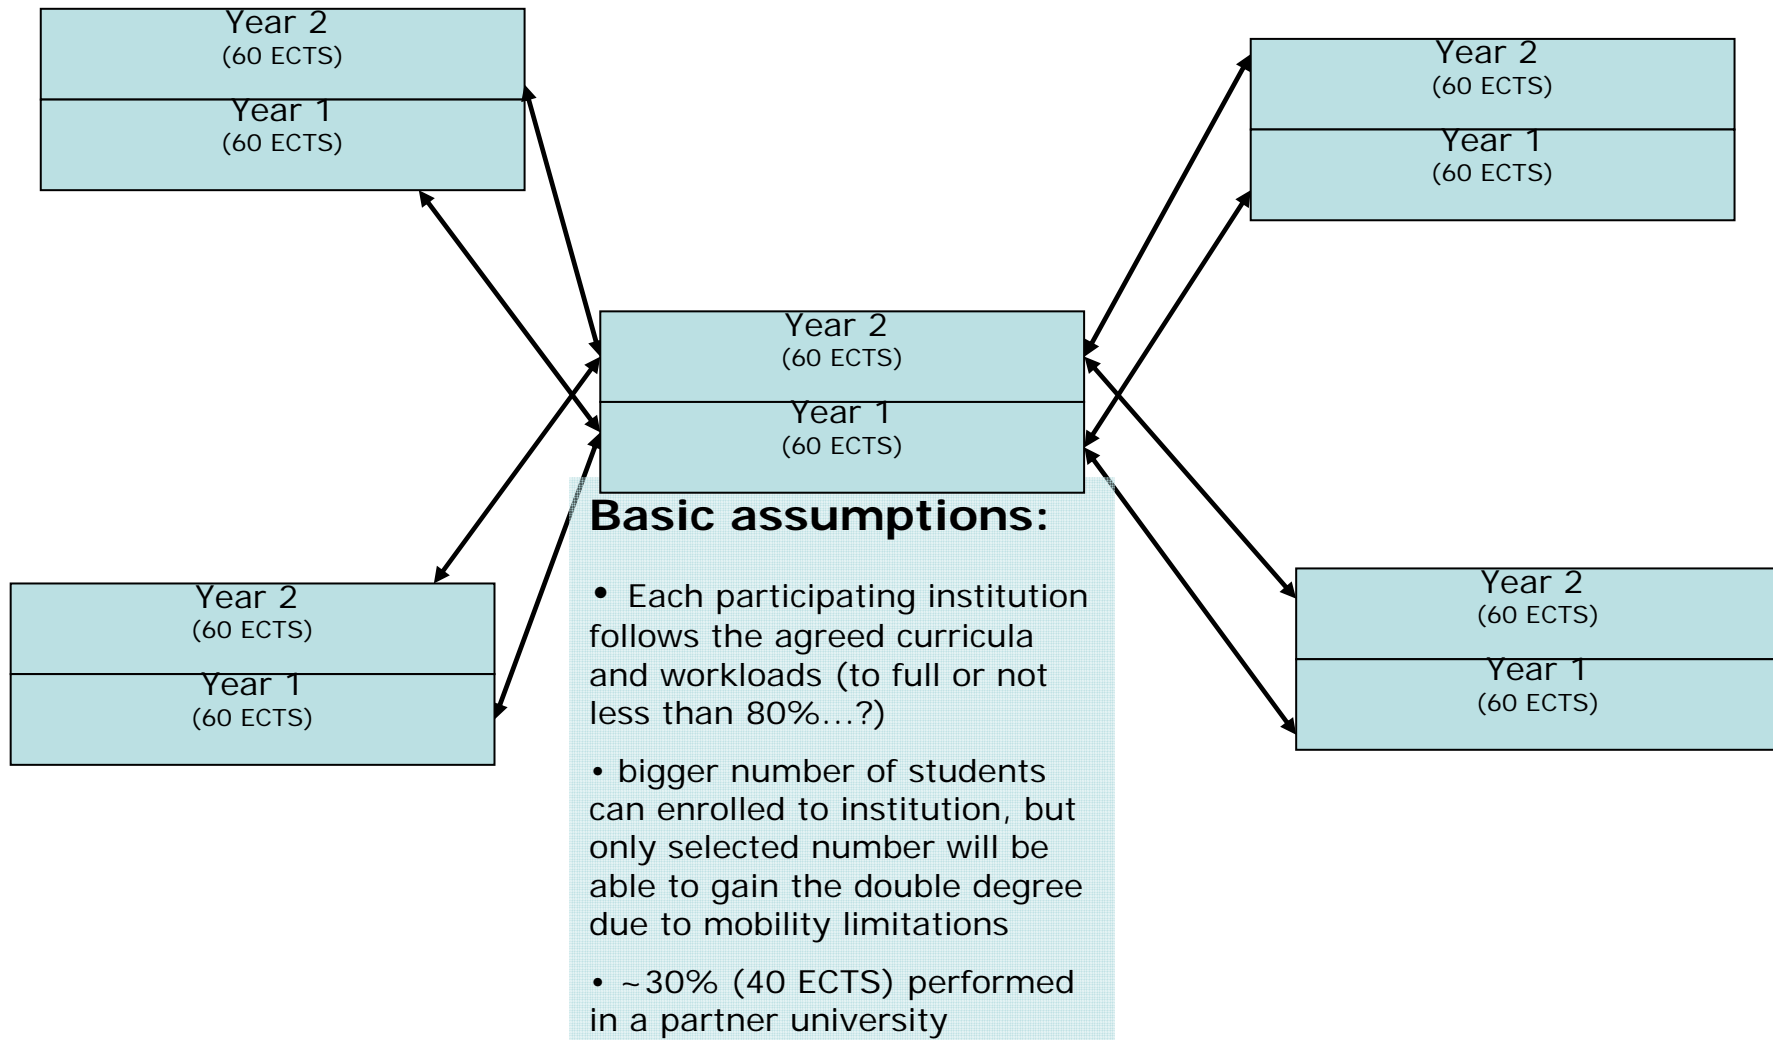 Year 2
(60 ECTS)
Year 1
(60 ECTS)
Year 2
(60 ECTS)
Year 1
(60 ECTS)
Year 2
(60 ECTS)
Year 1
(60 ECTS)
Year 2
(60 ECTS)
Year 1
(60 ECTS)
Year 2
(60 ECTS)
Year 1
(60 ECTS)
Basic assumptions:
• Each participating institution
follows the agreed curricula
and workloads (to full or not
less than 80%...?)
• bigger number of students
can enrolled to institution, but
only selected number will be
able to gain the double degree
due to mobility limitations
• ~30% (40 ECTS) performed
in a partner university